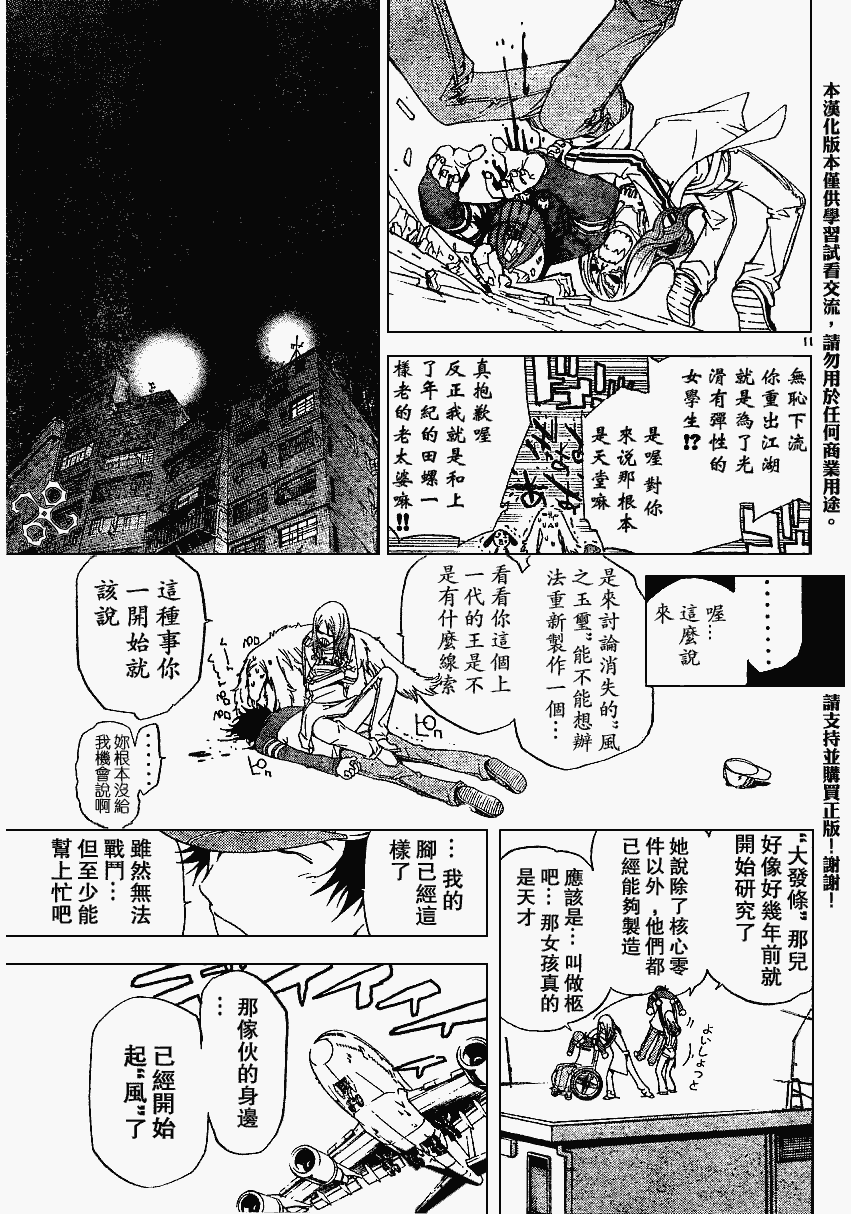 本漢化版本僅供學習試看交流，請勿用於任何商業用途。
請支持並購買正版！謝謝！
11
無恥下流
你重出江湖
就是為了光
滑有彈性的
女學生!?
是喔對你
來說那根本
是天堂嘛
真抱歉喔
反正我就是和上
了年紀的田螺一
樣老的老太婆嘛!!
⋯⋯
喔⋯
這麼說
來
是來討論消失的"風
之玉璽"能不能想辦
法重新製作一個⋯
看看你這個上
一代的王是不
是有什麼線索
這種事你
一開始就
該說
⋯⋯
妳根本沒給
我機會說啊
"大發條"那兒
好像好幾年前就
開始研究了
她說除了核心零
件以外，他們都
已經能夠製造
應該是⋯叫做柩
吧⋯那女孩真的
是天才
よいしょっと
⋯我的
腳已經這
樣了
雖然無法
戰鬥⋯
但至少能
幫上忙吧
那傢伙的身邊
⋯
已經開始
起"風"了